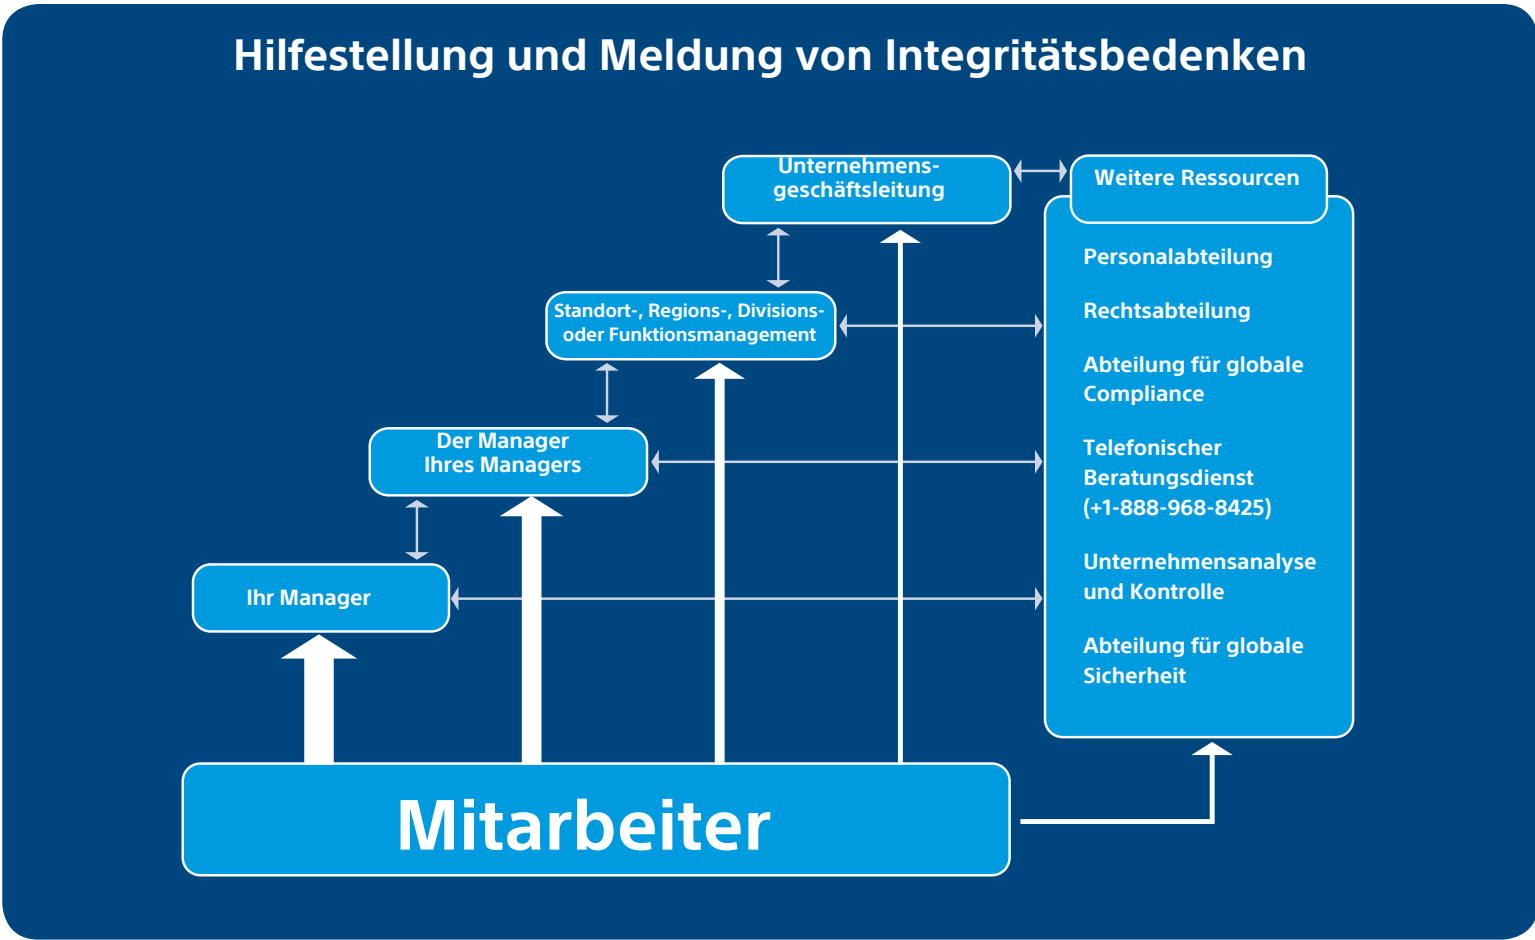 Hilfestellung und Meldung von Integritätsbedenken
Unternehmens-
geschäftsleitung
Weitere Ressourcen
Personalabteilung
Rechtsabteilung
Abteilung für globale
Compliance
Telefonischer
Beratungsdienst
(+1-888-968-8425)
Unternehmensanalyse
und Kontrolle
Abteilung für globale
Sicherheit
Standort-, Regions-, Divisions-
oder Funktionsmanagement
Der Manager
Ihres Managers
Ihr Manager
Mitarbeiter